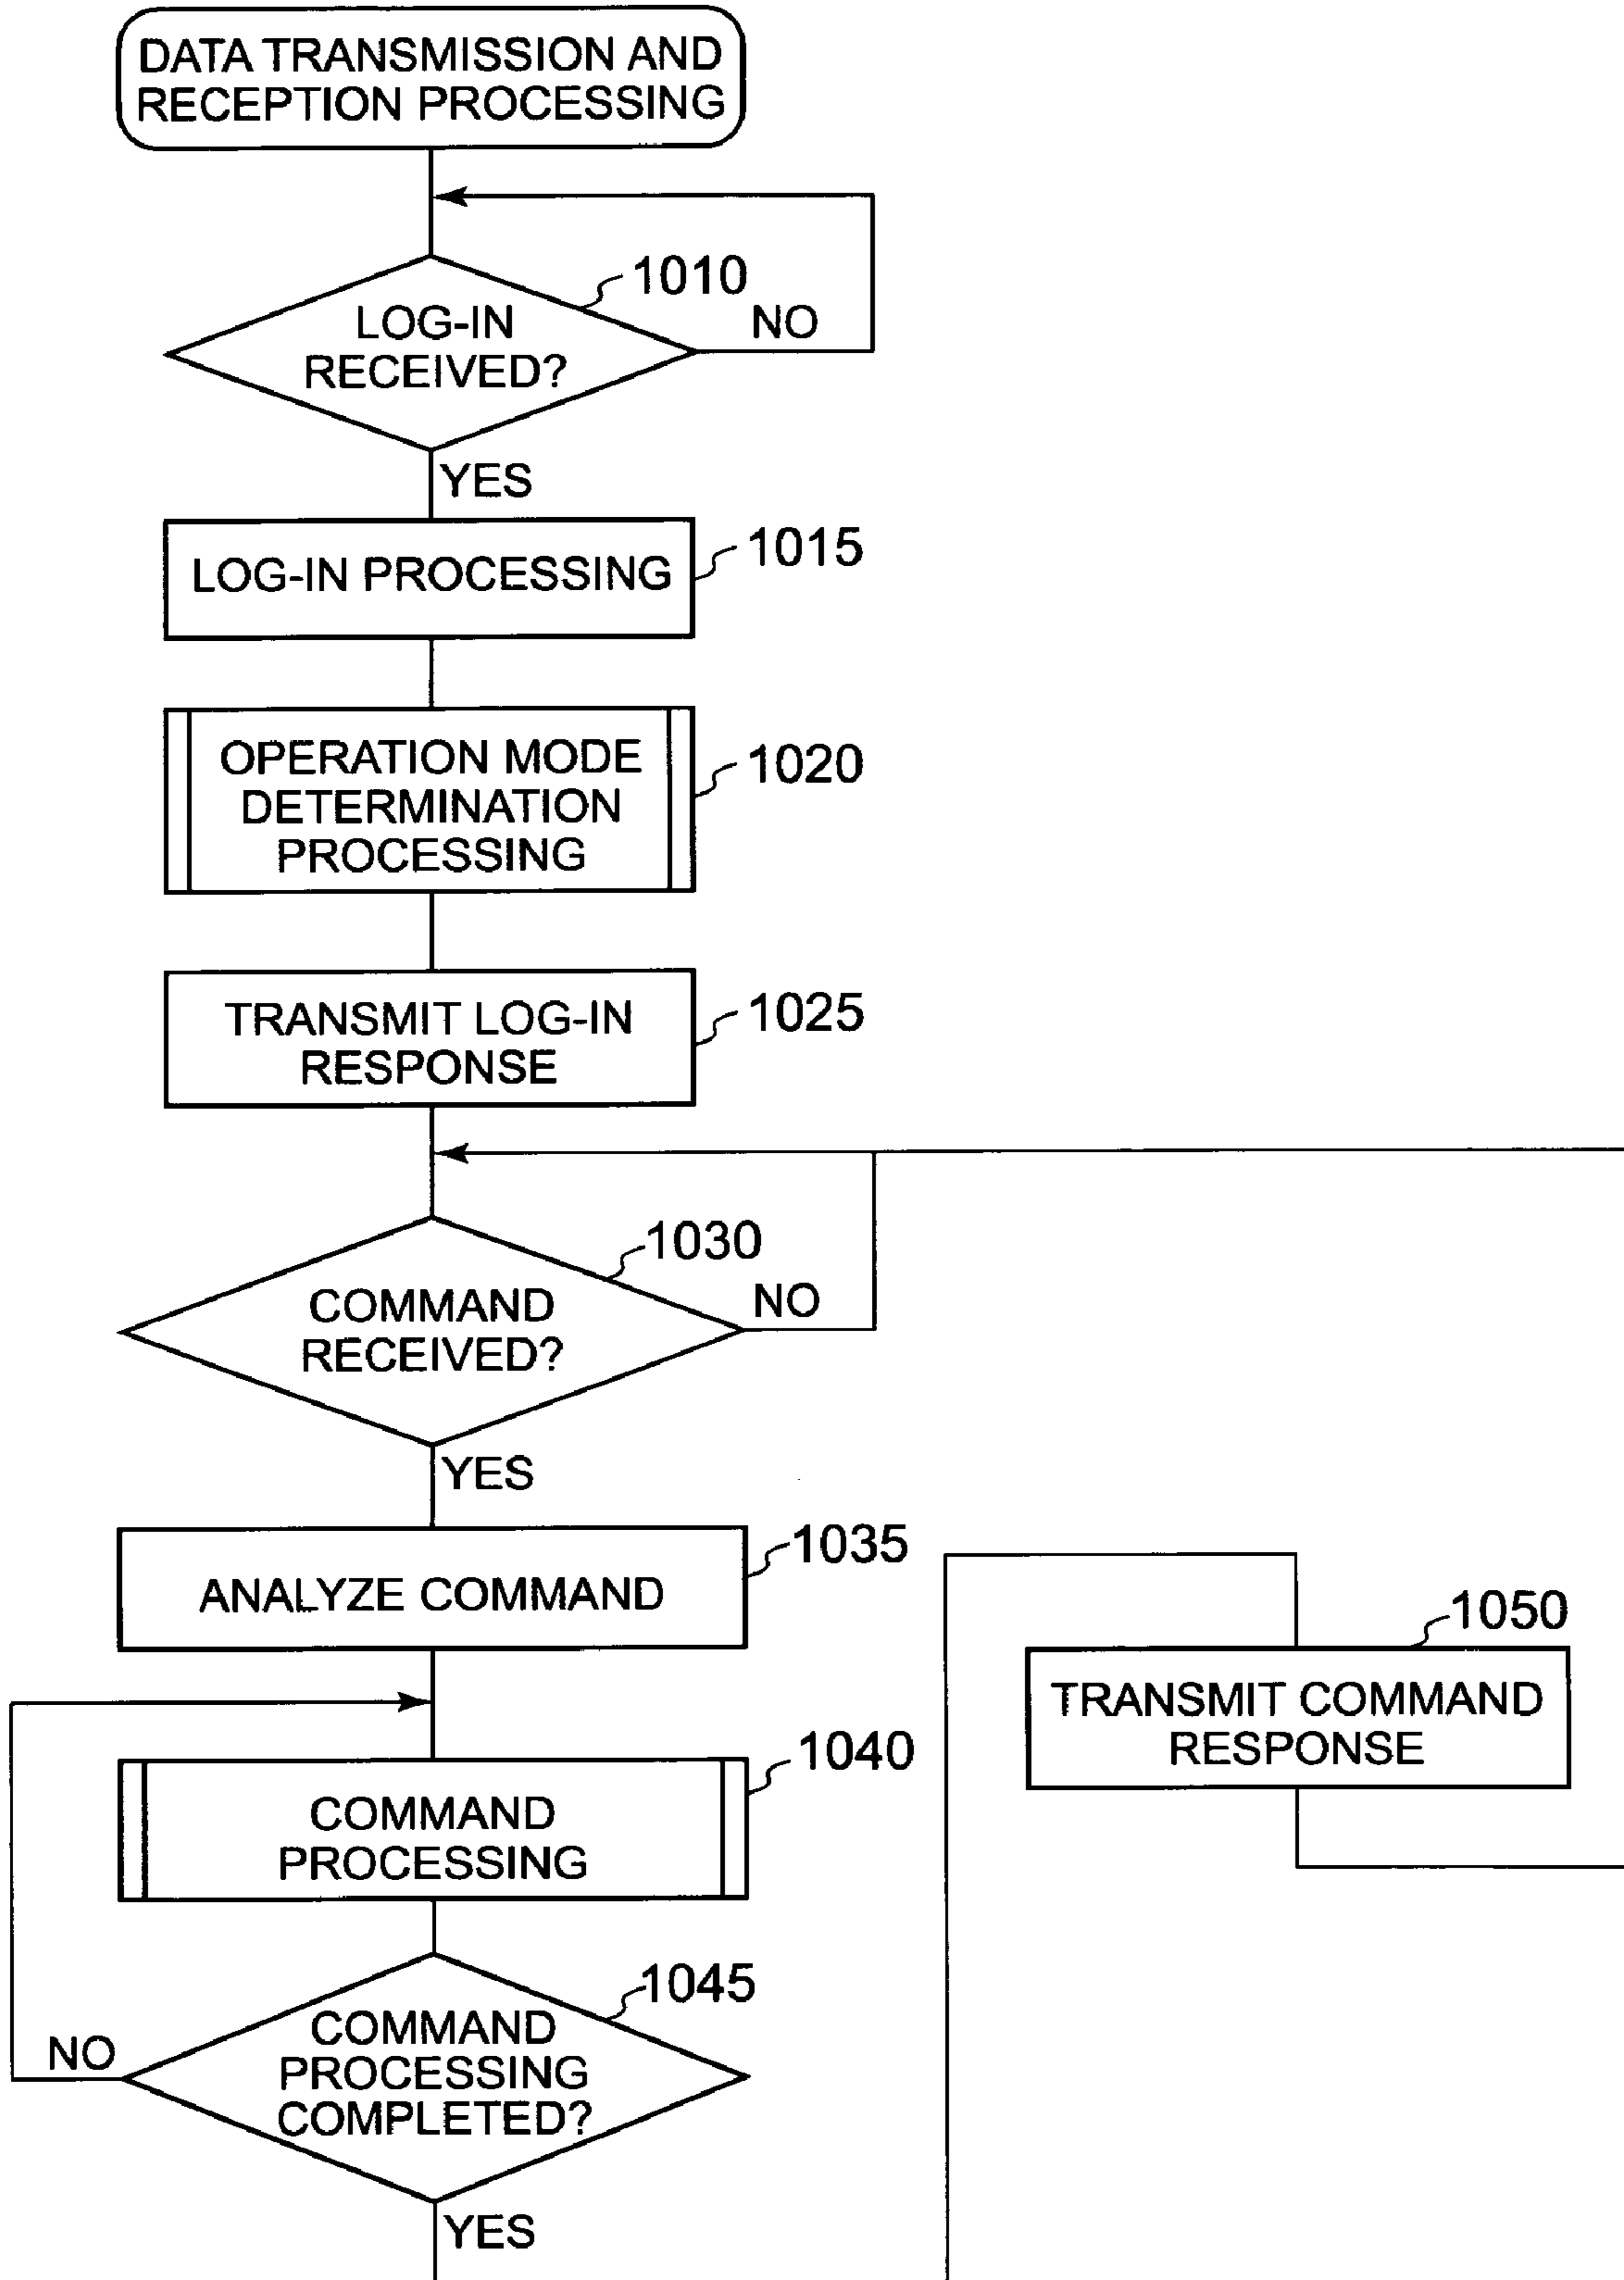 DATA TRANSMISSION AND
RECEPTION PROCESSING
1010
LOG-IN
RECEIVED?
NO
YES
LOG-IN PROCESSING
1015
OPERATION MODE
DETERMINATION
PROCESSING
1020
TRANSMIT LOG-IN
RESPONSE
1025
1030
COMMAND
RECEIVED?
NO
YES
ANALYZE COMMAND
1035
COMMAND
PROCESSING
1040
1045
COMMAND
PROCESSING
COMPLETED?
NO
YES
1050
TRANSMIT COMMAND
RESPONSE